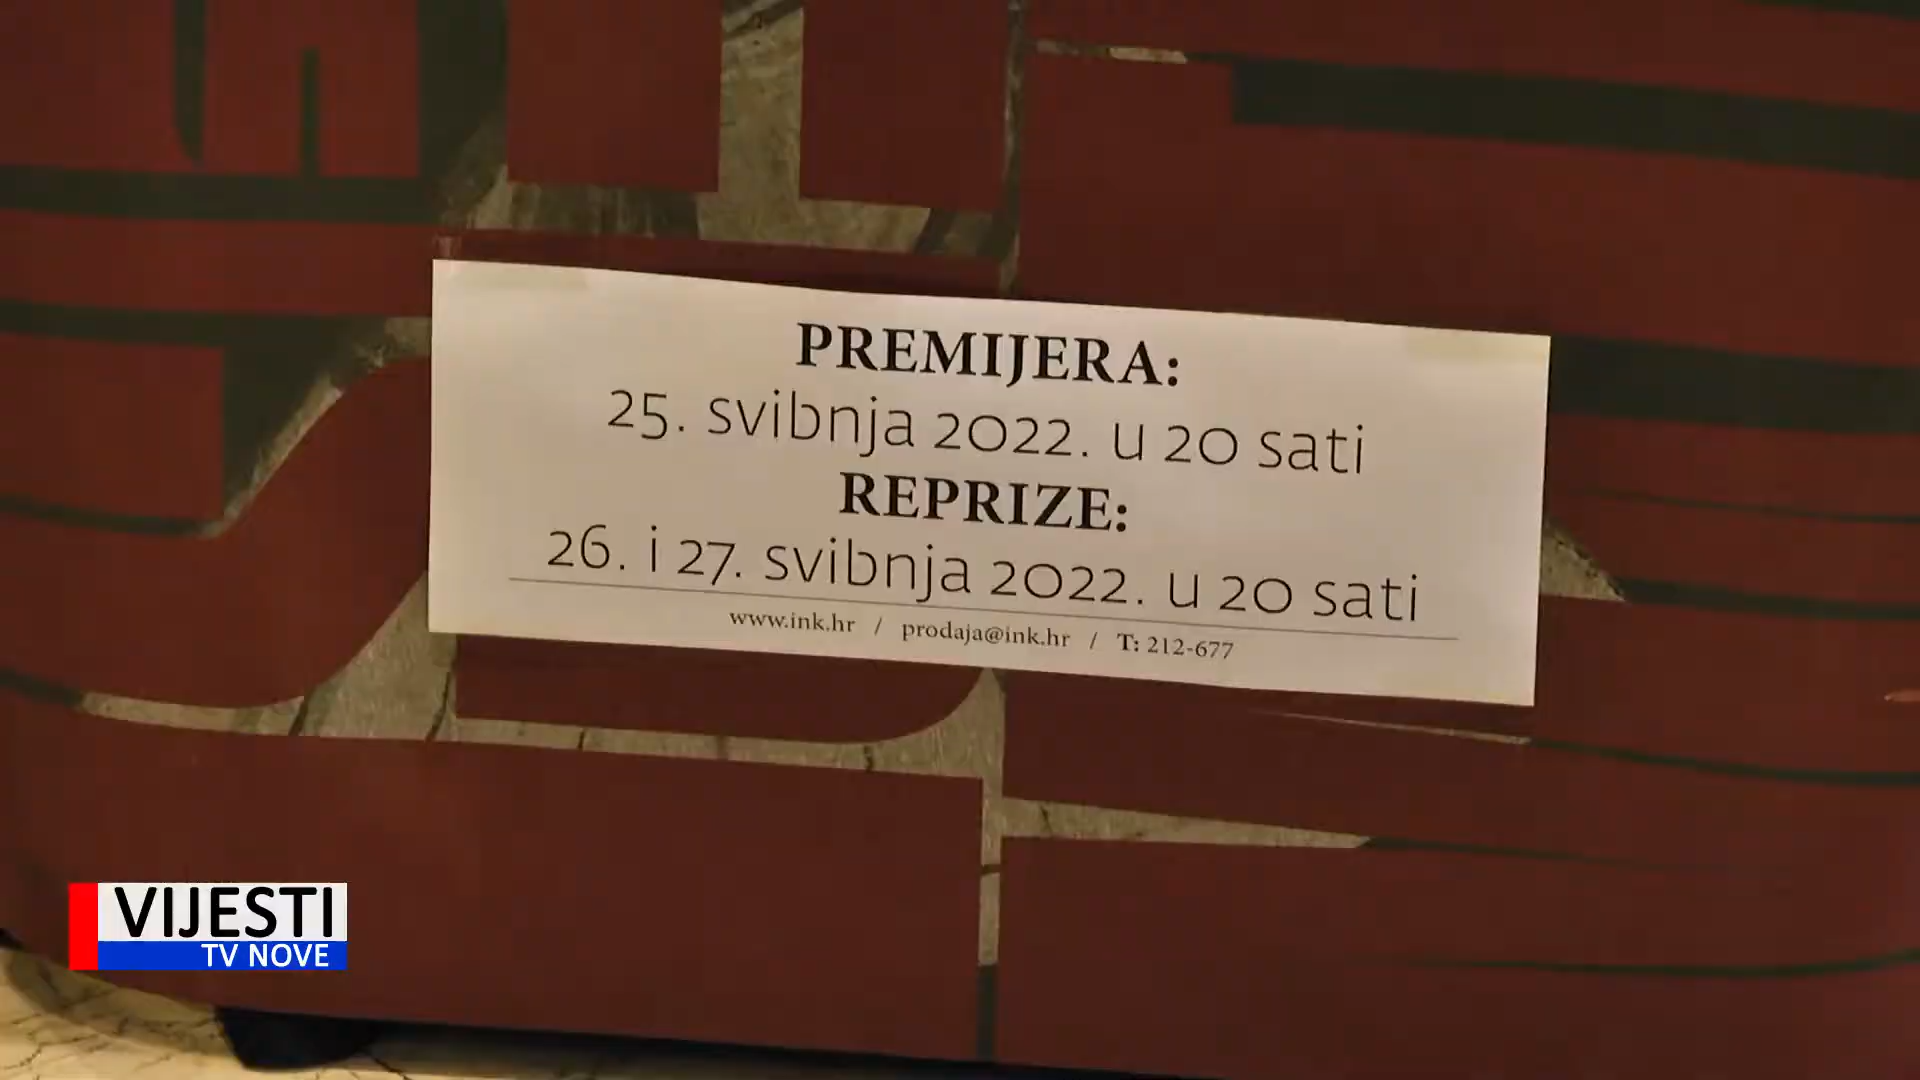 PREMIJERA:
25. svibnja 2022. u 20 sati
REPRIZE:
26. i 27. svibnja 2022. u 20 sati
www.ink.hr / prodaja@ink.hr / T: 212-677
VIJESTI
TV NOVE